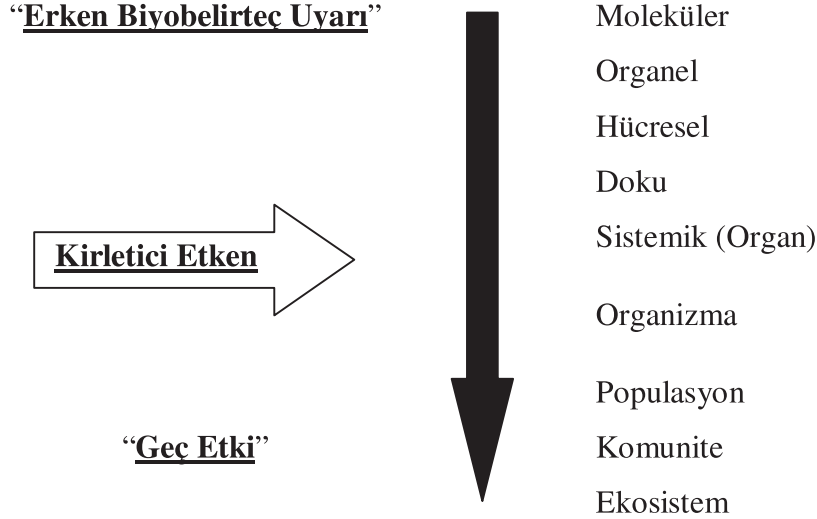 “Erken Biyobelirteç Uyarı”
Kirletici Etken
“Geç Etki”
Moleküler
Organel
Hücresel
Doku
Sistemik (Organ)
Organizma
Populasyon
Komunite
Ekosistem